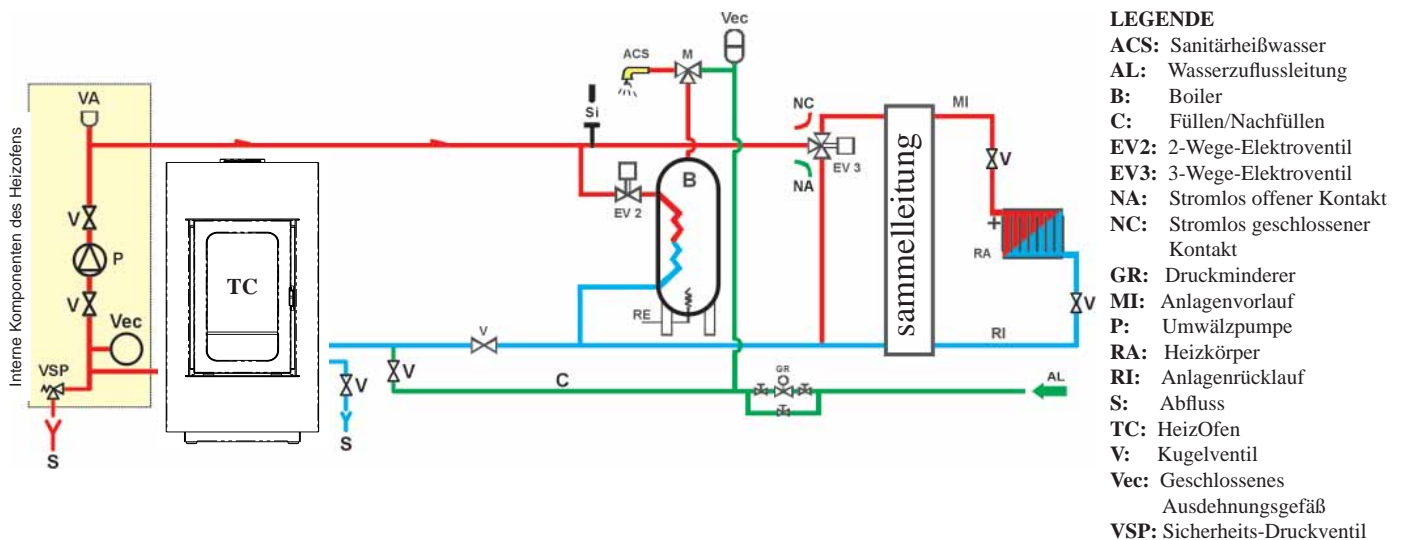 Interne Komponenten des Heizofens
VA
V
P
V
Vec
VSP
S
TC
V
S
V
V
C
ACS
M
Vec
Si
EV 2
B
RE
NC
EV 3
NA
GR
AL
sammelleitung
MI
V
+
RA
V
RI
LEGENDE
ACS: Sanitärheißwasser
AL: Wasserzuflussleitung
B: Boiler
C: Füllen/Nachfüllen
EV2: 2-Wege-Elektroventil
EV3: 3-Wege-Elektroventil
NA: Stromlos offener Kontakt
NC: Stromlos geschlossener
Kontakt
GR: Druckminderer
MI: Anlagenvorlauf
P: Umwälzpumpe
RA: Heizkörper
RI: Anlagenrücklauf
S: Abfluss
TC: HeizOfen
V: Kugelventil
Vec: Geschlossenes
Ausdehnungsgefäß
VSP: Sicherheits-Druckventil